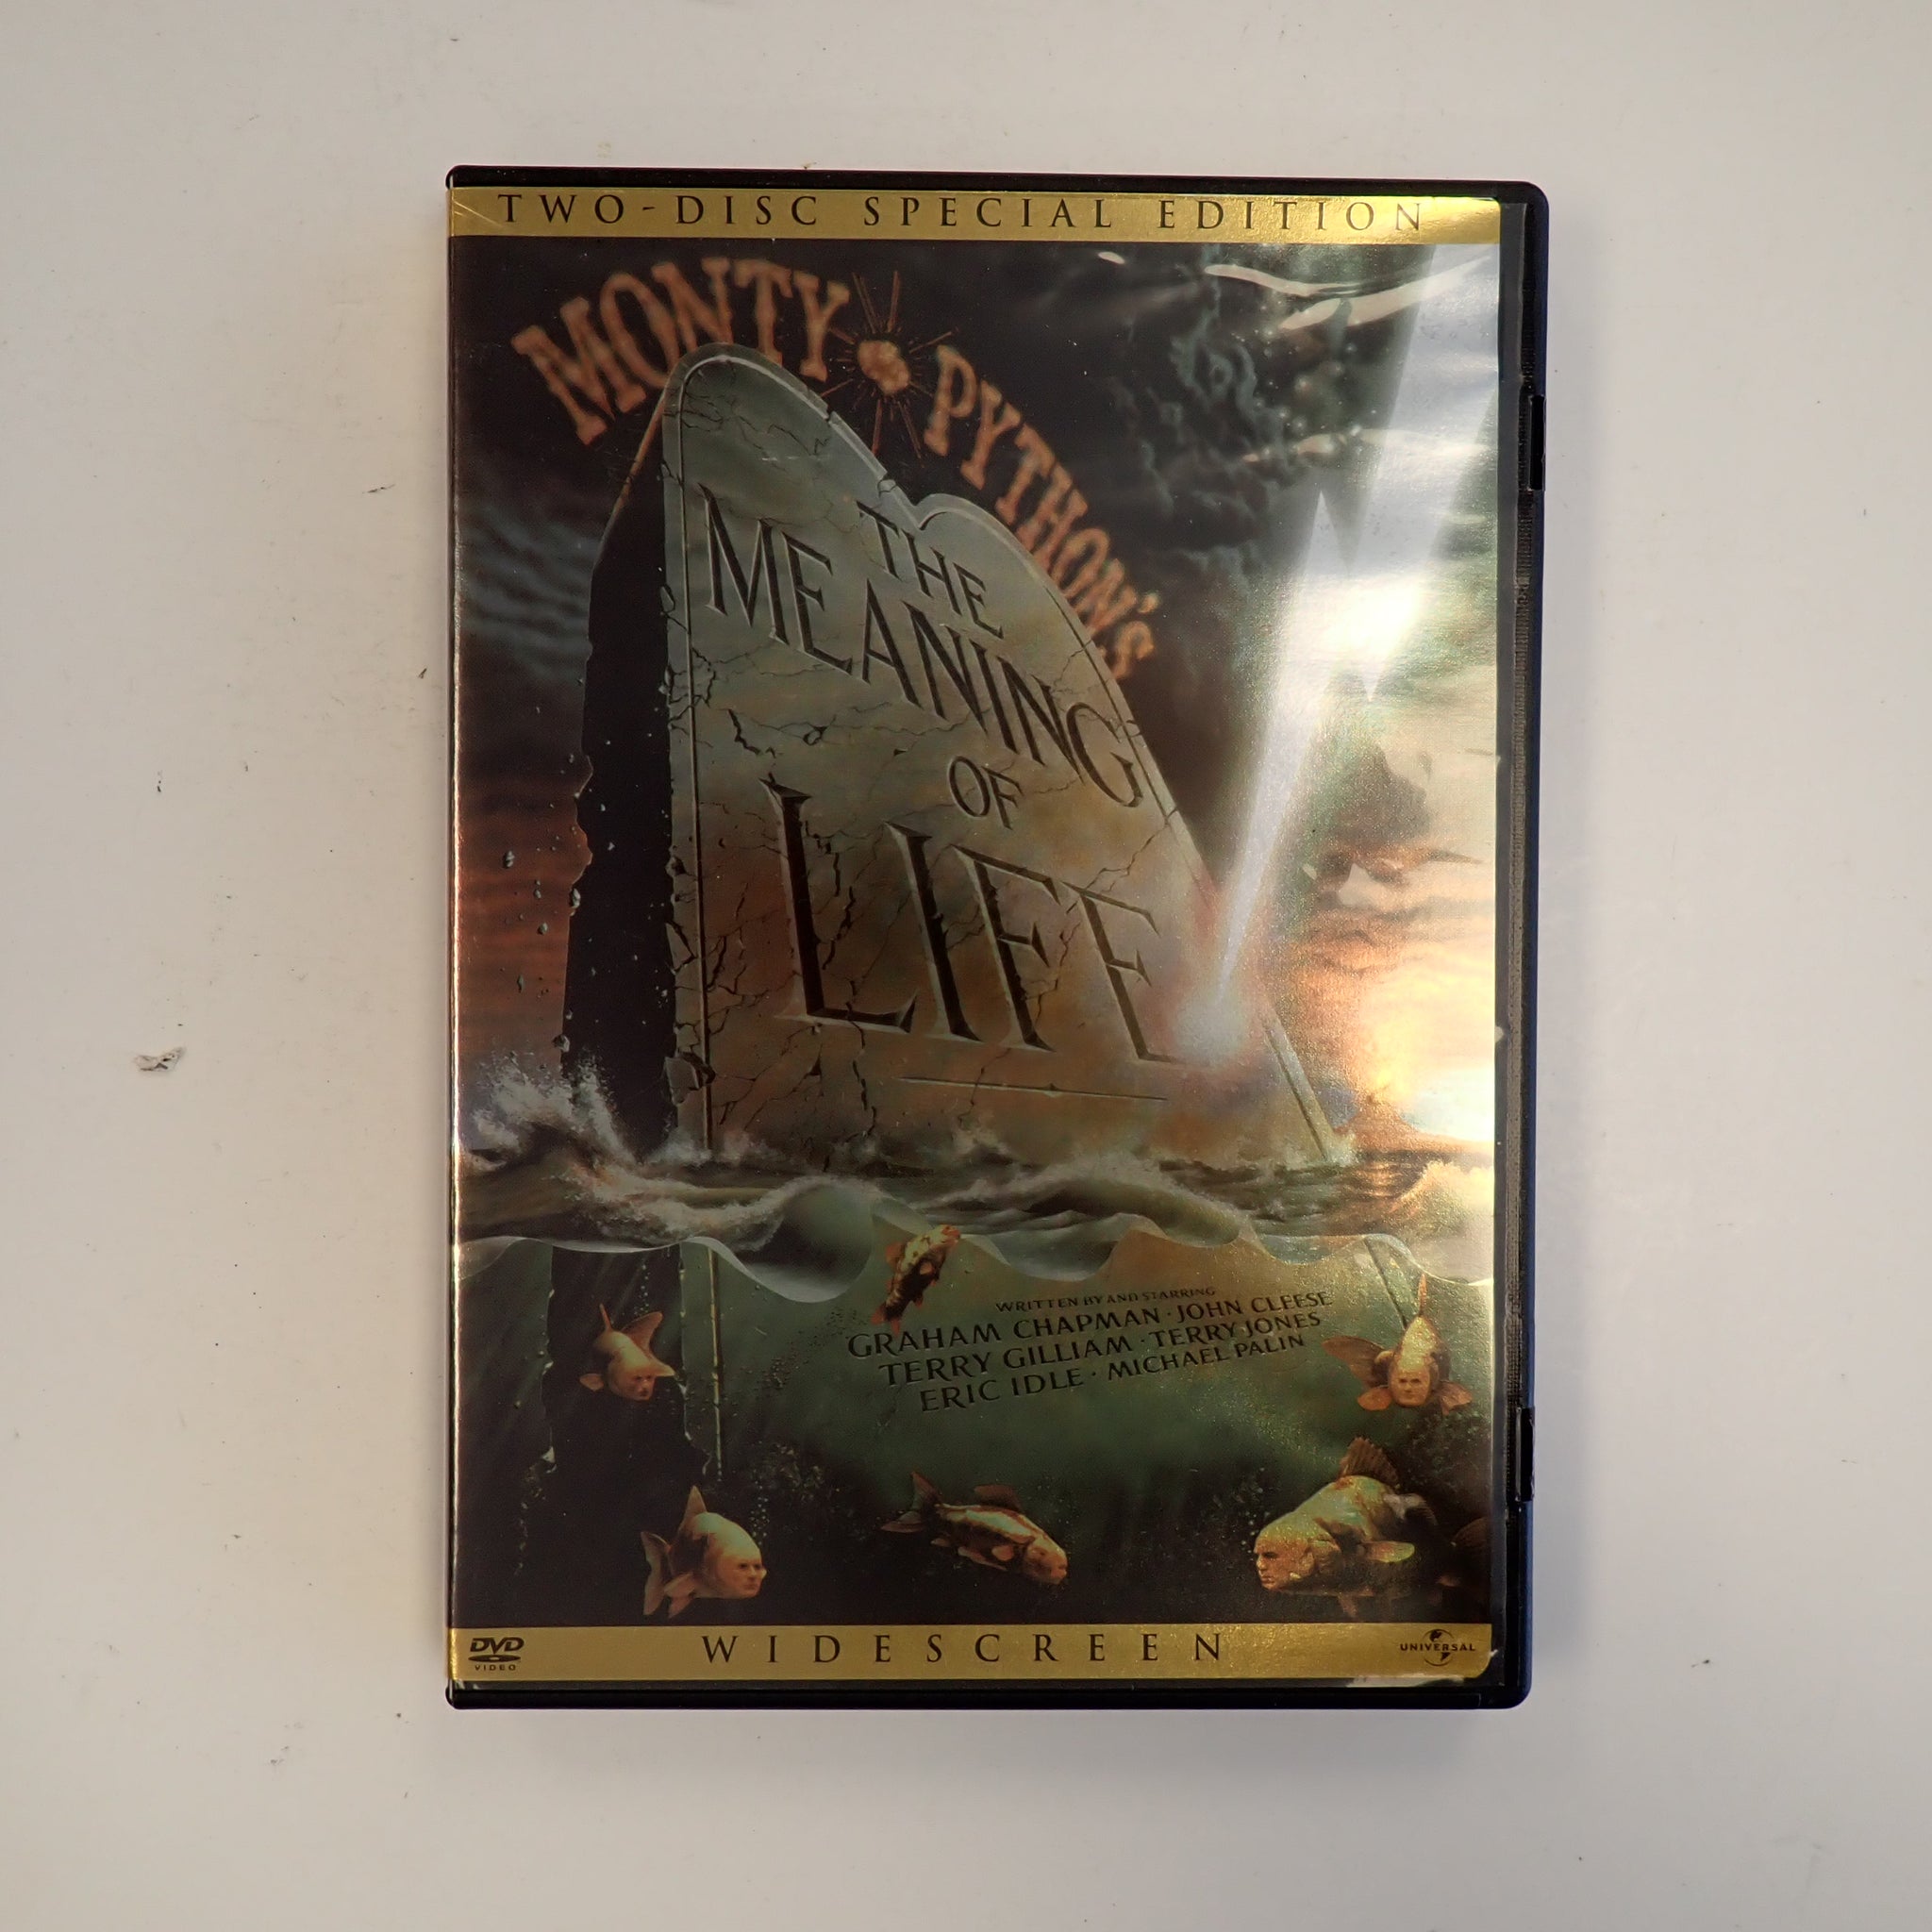 TWO-DISC SPECIAL EDITION
MONTY PYTHON'S
THE
MEANING
OF
LIFE
WRITTEN BY AND STARRING
GRAHAM CHAPMAN · JOHN CLEESE
TERRY GILLIAM · TERRY JONES
ERIC IDLE · MICHAEL PALIN
DVD
VIDEO
WIDESCREEN
UNIVERSAL